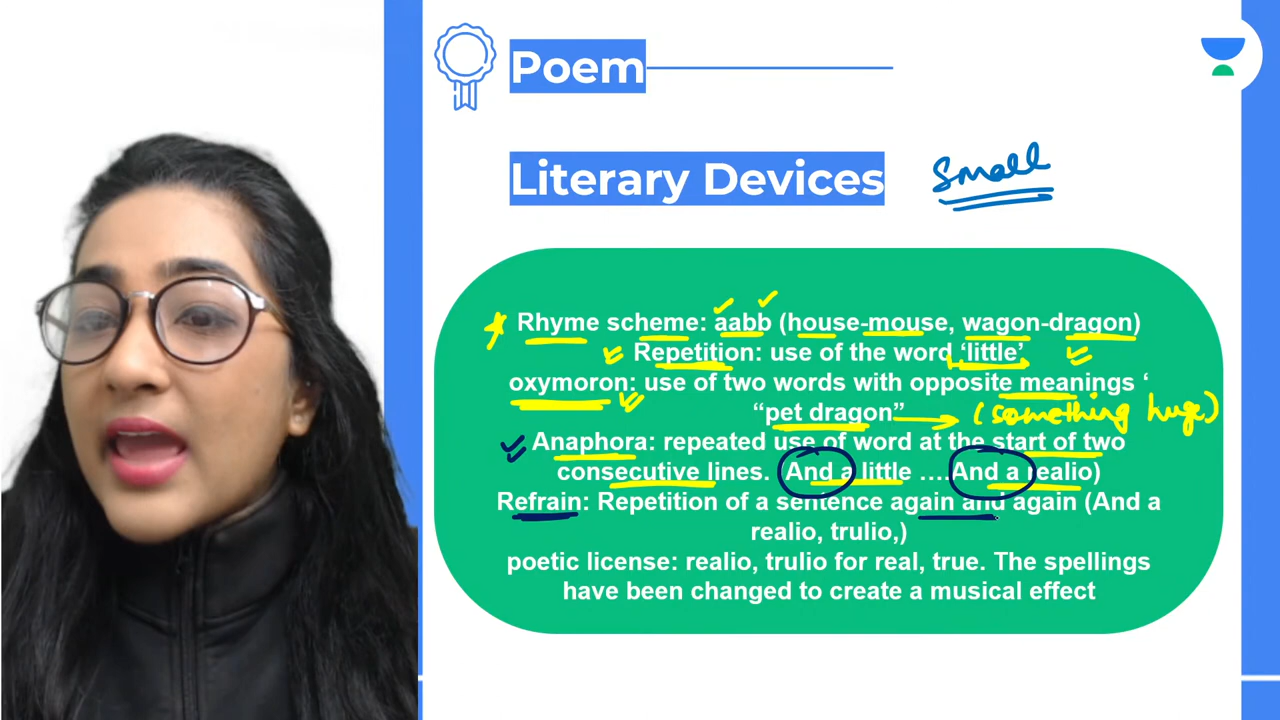 Poem
Literary Devices
Small
Rhyme scheme: aabb (house-mouse, wagon-dragon)
Repetition: use of the word ‘little’
oxymoron: use of two words with opposite meanings ‘
“pet dragon” (something huge)
Anaphora: repeated use of word at the start of two
consecutive lines. (And a little ….And a realio)
Refrain: Repetition of a sentence again and again (And a
realio, trulio,)
poetic license: realio, trulio for real, true. The spellings
have been changed to create a musical effect